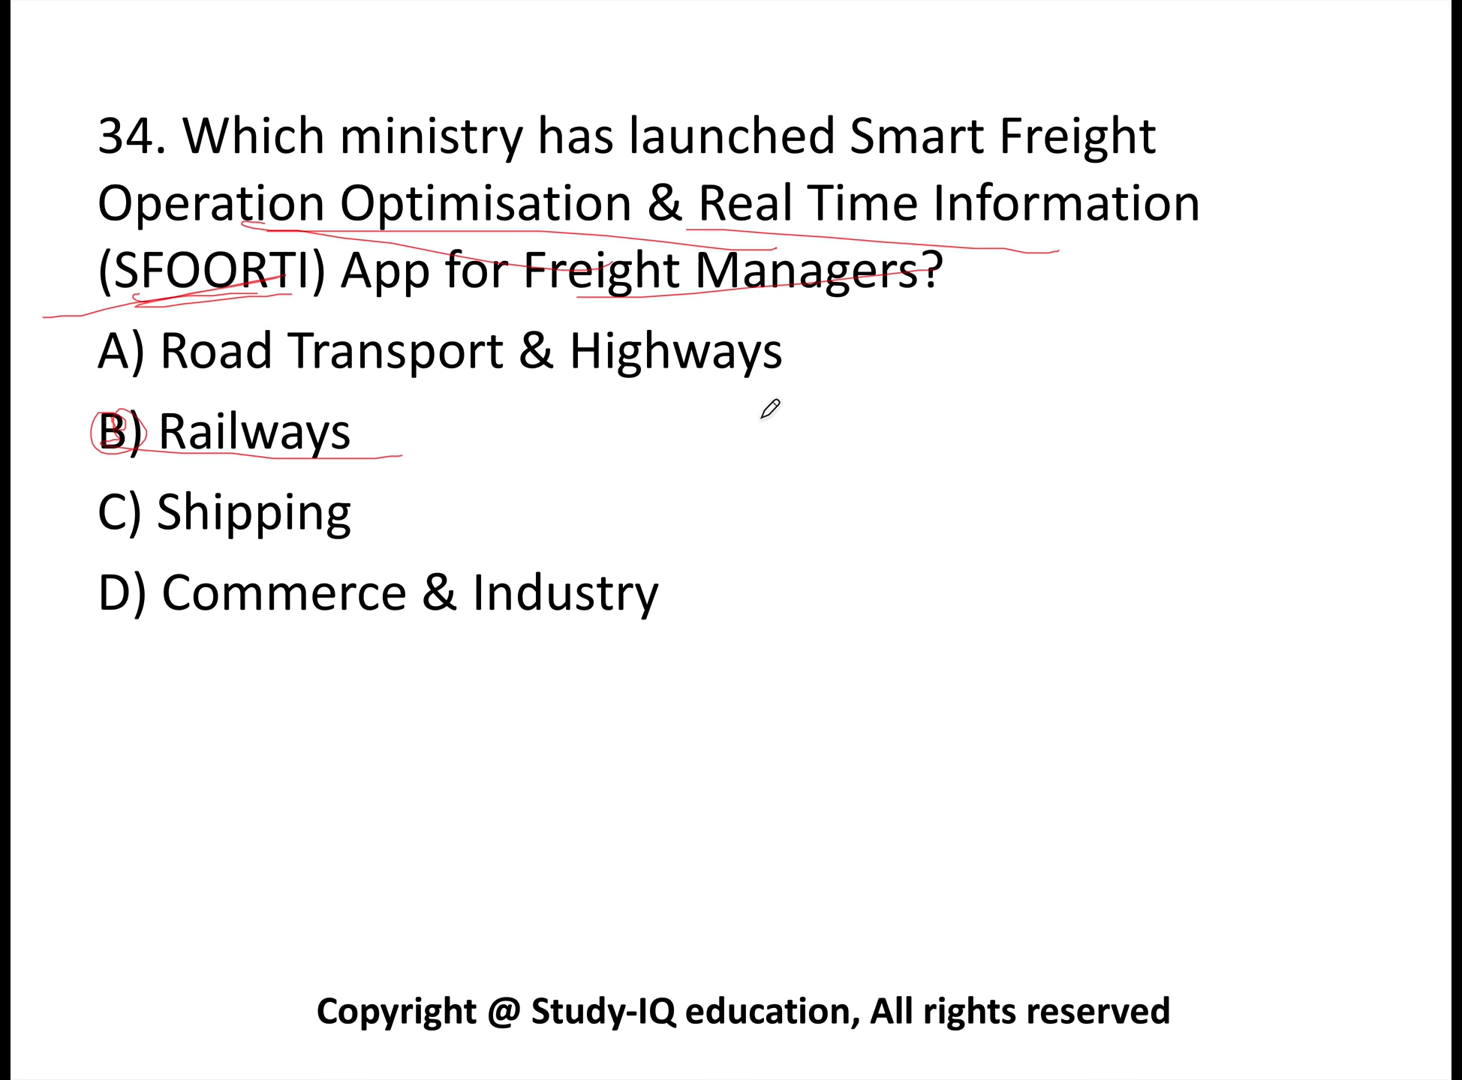 34. Which ministry has launched Smart Freight
Operation Optimisation & Real Time Information
(SFOORTI) App for Freight Managers?
A) Road Transport & Highways
B) Railways
C) Shipping
D) Commerce & Industry
Copyright @ Study-IQ education, All rights reserved